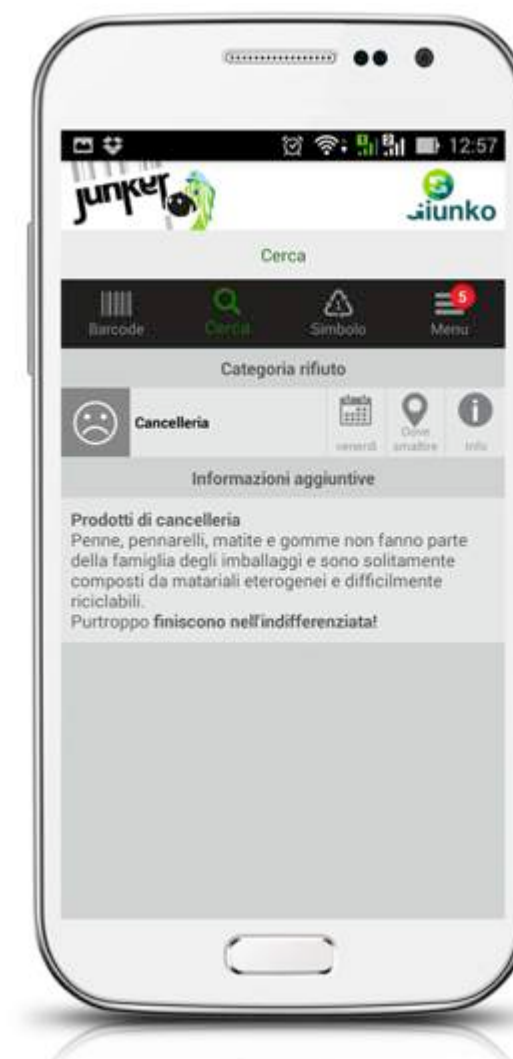 12:57
junker
Giunko
Cerca
Barcode
Cerca
Simbolo
Menu
5
Categoria rifiuto
Cancelleria
venerdì
Dove
smaltire
Info
Informazioni aggiuntive
Prodotti di cancelleria
Penne, pennarelli, matite e gomme non fanno parte
della famiglia degli imballaggi e sono solitamente
composti da matariali eterogenei e difficilmente
riciclabili.
Purtroppo finiscono nell'indifferenziata!